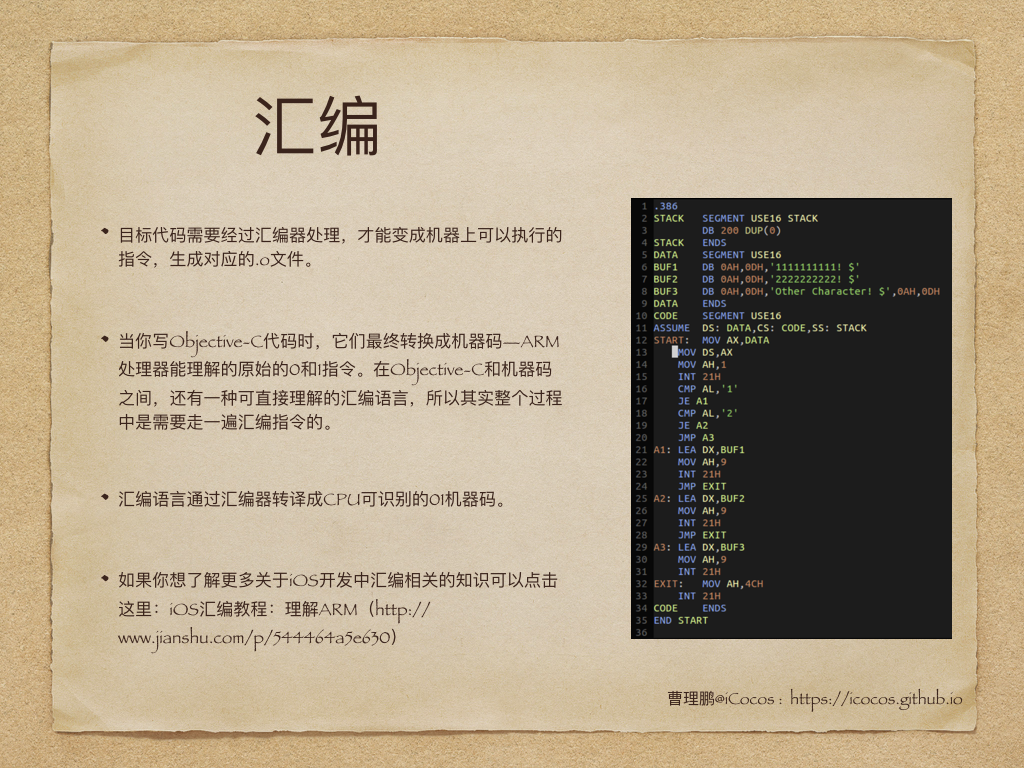 汇编
• 目标代码需要经过汇编器处理，才能变成机器上可以执行的
指令，生成对应的.o文件。
• 当你写Objective-C代码时，它们最终转换成机器码—ARM
处理器能理解的原始的0和1指令。在Objective-C和机器码
之间，还有一种可直接理解的汇编语言，所以其实整个过程
中是需要走一遍汇编指令的。
• 汇编语言通过汇编器转译成CPU可识别的01机器码。
• 如果你想了解更多关于iOS开发中汇编相关的知识可以点击
这里：iOS汇编教程：理解ARM（http://
www.jianshu.com/p/544464a5e630）
1 .386
2 STACK SEGMENT USE16 STACK
3 DB 200 DUP(0)
4 STACK ENDS
5 DATA SEGMENT USE16
6 BUF1 DB 0AH,0DH,'1111111111! $'
7 BUF2 DB 0AH,0DH,'2222222222! $'
8 BUF3 DB 0AH,0DH,'Other Character! $',0AH,0DH
9 DATA ENDS
10 CODE SEGMENT USE16
11 ASSUME DS: DATA,CS: CODE,SS: STACK
12 START: MOV AX,DATA
13 MOV DS,AX
14 MOV AH,1
15 INT 21H
16 CMP AL,'1'
17 JE A1
18 CMP AL,'2'
19 JE A2
20 JMP A3
21 A1: LEA DX,BUF1
22 MOV AH,9
23 INT 21H
24 JMP EXIT
25 A2: LEA DX,BUF2
26 MOV AH,9
27 INT 21H
28 JMP EXIT
29 A3: LEA DX,BUF3
30 MOV AH,9
31 INT 21H
32 EXIT: MOV AH,4CH
33 INT 21H
34 CODE ENDS
35 END START
36
曹理鹏@iCocos : https://icocos.github.io